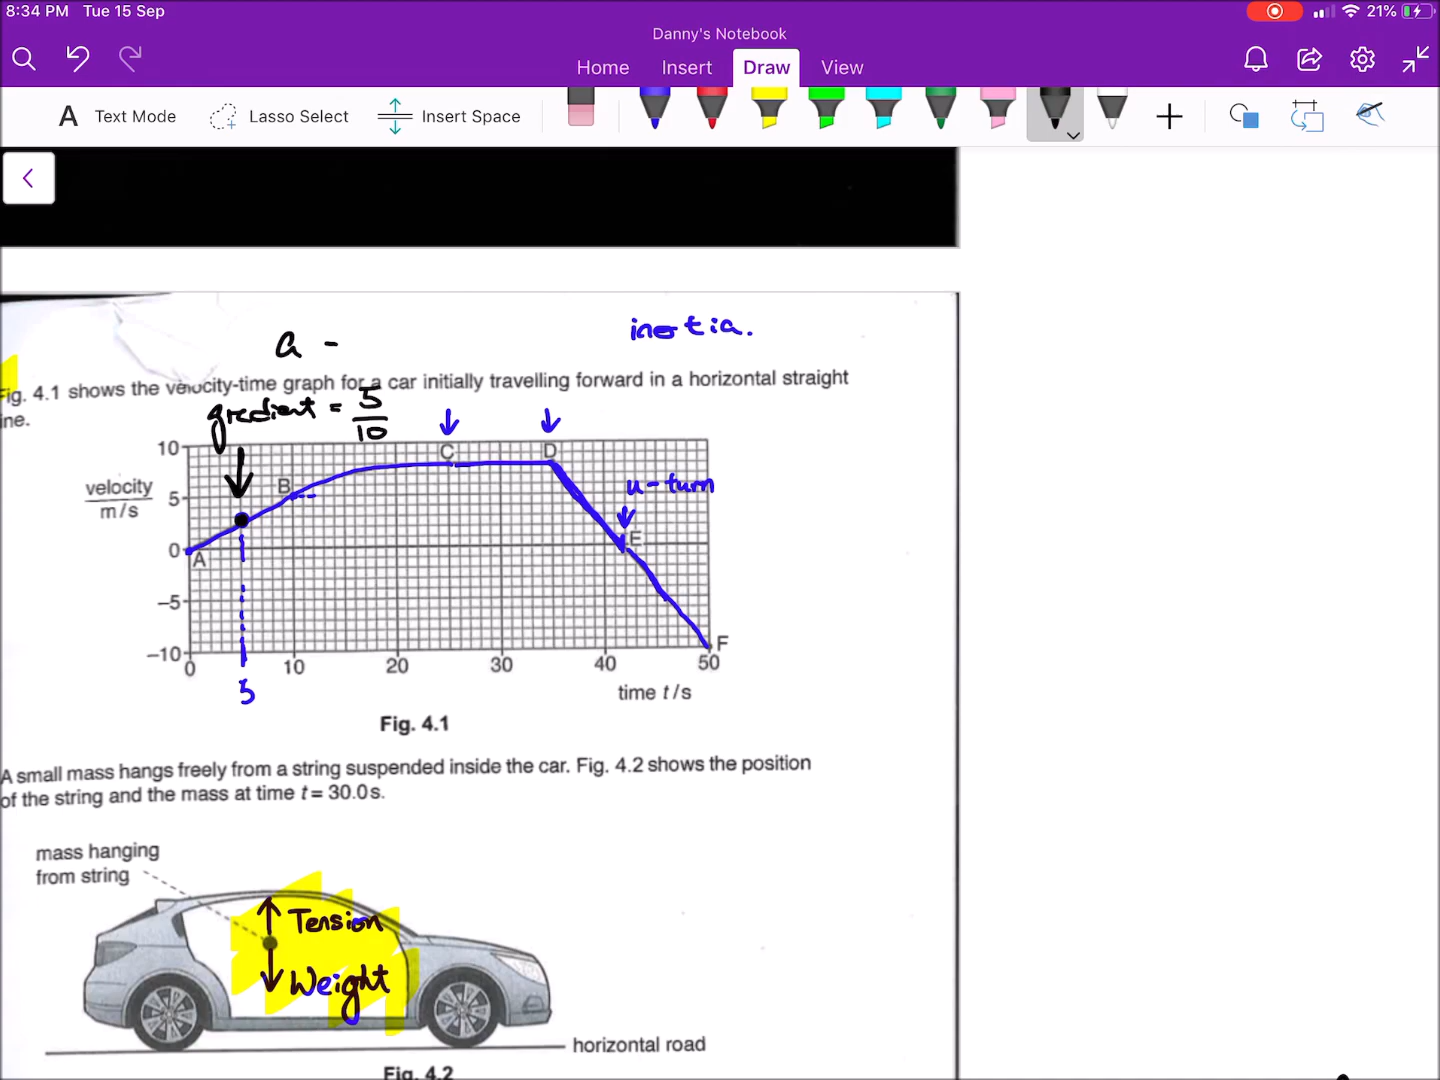 8:34 PM Tue 15 Sep
21%
Danny's Notebook
Home Insert Draw View
A Text Mode Lasso Select Insert Space
a - inertia.
Fig. 4.1 shows the velocity-time graph for a car initially travelling forward in a horizontal straight
ine.
gredient = 5
10
10
C
D
velocity
m/s
B
u-turn
5
0
A
E
-5
-10
F
0 10 20 30 40 50
5
time t/s
Fig. 4.1
A small mass hangs freely from a string suspended inside the car. Fig. 4.2 shows the position
of the string and the mass at time t = 30.0 s.
mass hanging
from string
Tension
Weight
horizontal road
Fig. 4.2